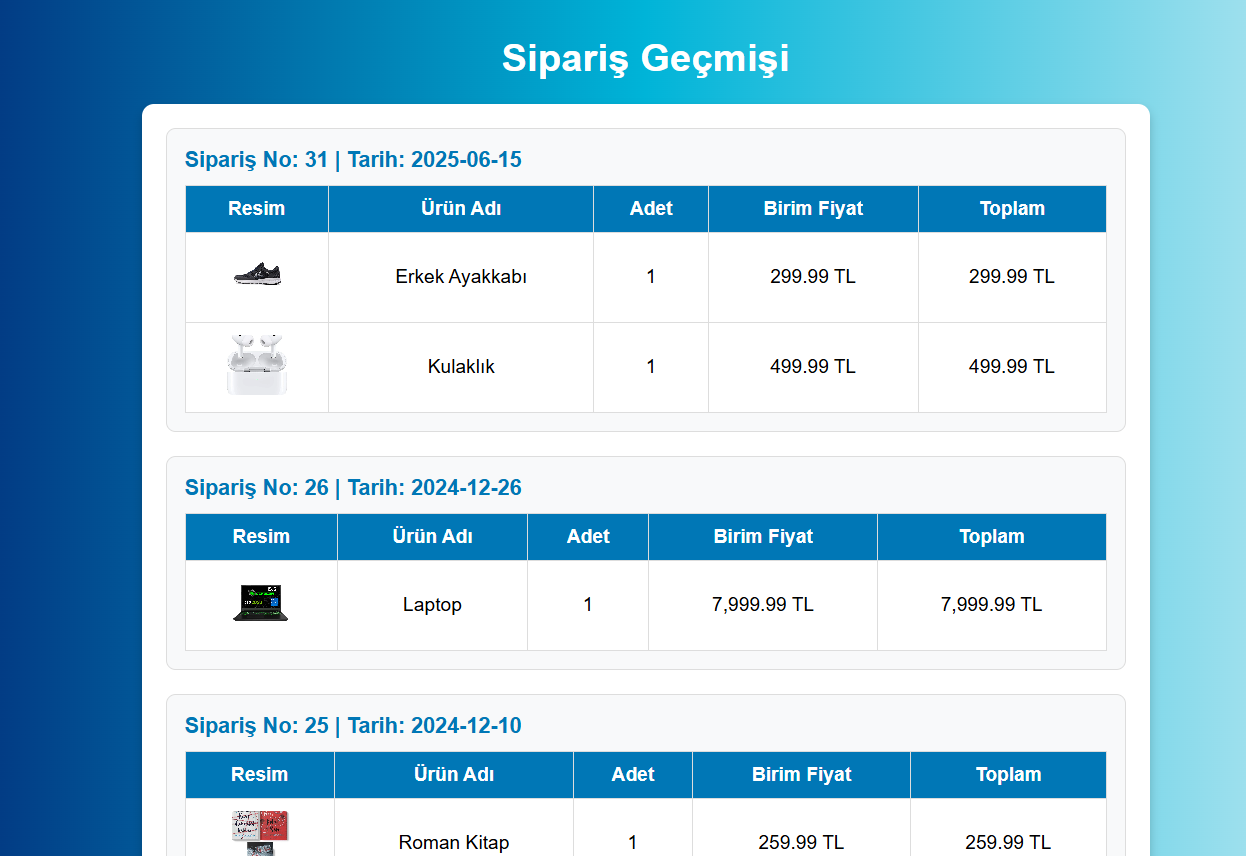 Sipariş Geçmişi
Sipariş No: 31 | Tarih: 2025-06-15
Resim Ürün Adı Adet Birim Fiyat Toplam
Erkek Ayakkabı 1 299.99 TL 299.99 TL
Kulaklık 1 499.99 TL 499.99 TL
Sipariş No: 26 | Tarih: 2024-12-26
Resim Ürün Adı Adet Birim Fiyat Toplam
Laptop 1 7,999.99 TL 7,999.99 TL
Sipariş No: 25 | Tarih: 2024-12-10
Resim Ürün Adı Adet Birim Fiyat Toplam
Roman Kitap 1 259.99 TL 259.99 TL